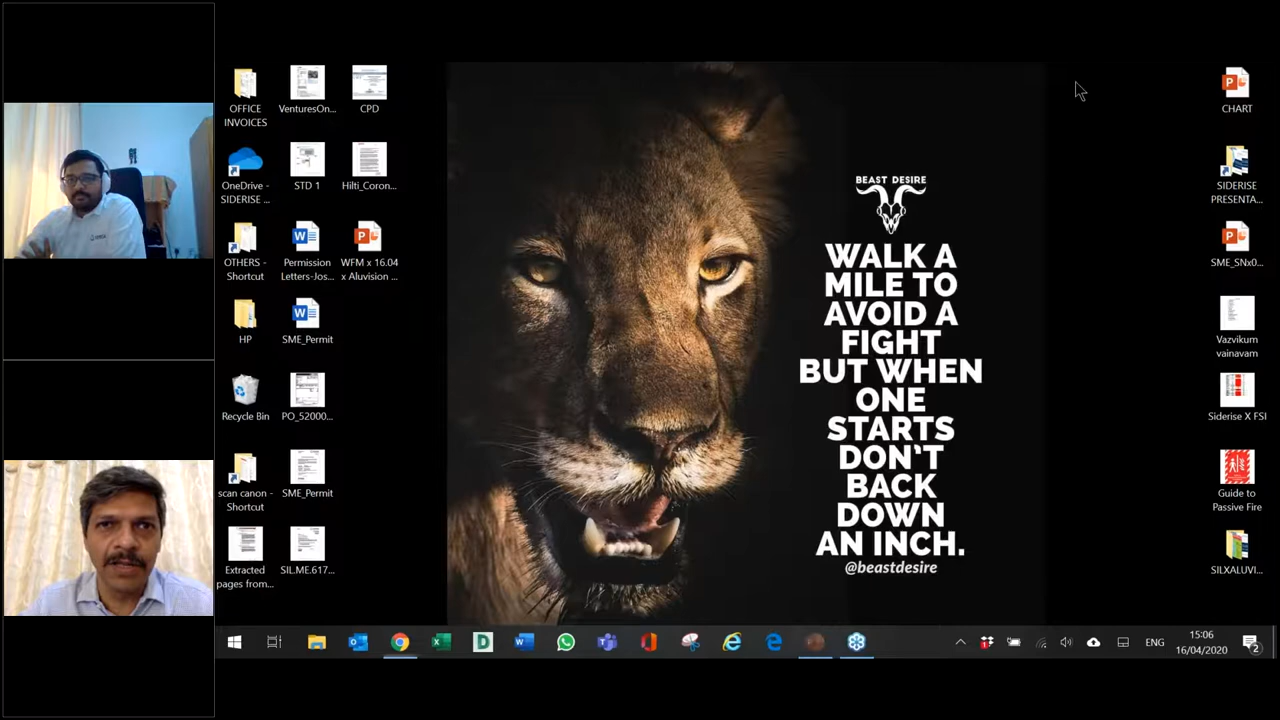 OFFICE
INVOICES
VenturesOn...
CPD
OneDrive -
SIDERISE ...
STD 1
Hilti_Coron...
OTHERS -
Shortcut
Permission
Letters-Jos...
WFM x 16.04
x Aluvision ...
HP
SME_Permit
Recycle Bin
PO_52000...
scan canon -
Shortcut
SME_Permit
Extracted
pages from...
SIL.ME.617...
BEAST DESIRE
WALK A
MILE TO
AVOID A
FIGHT
BUT WHEN
ONE
STARTS
DON'T
BACK
DOWN
AN INCH.
@beastdesire
CHART
SIDERISE
PRESENTA...
SME_SNx0...
Vazvikum
vainavam
Siderise X FSI
Guide to
Passive Fire
SILXALUVI...
ENG
15:06
16/04/2020
2